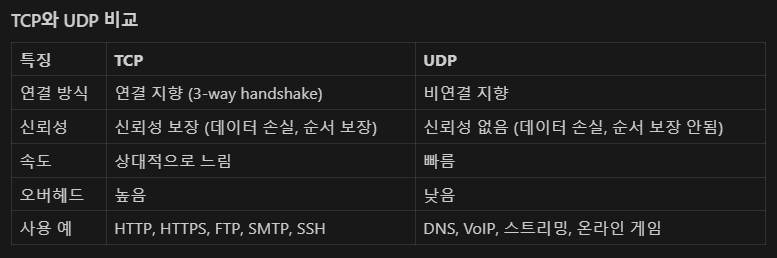 TCP와 UDP 비교
특징 TCP UDP
연결 방식 연결 지향 (3-way handshake) 비연결 지향
신뢰성 신뢰성 보장 (데이터 손실, 순서 보장) 신뢰성 없음 (데이터 손실, 순서 보장 안됨)
속도 상대적으로 느림 빠름
오버헤드 높음 낮음
사용 예 HTTP, HTTPS, FTP, SMTP, SSH DNS, VoIP, 스트리밍, 온라인 게임